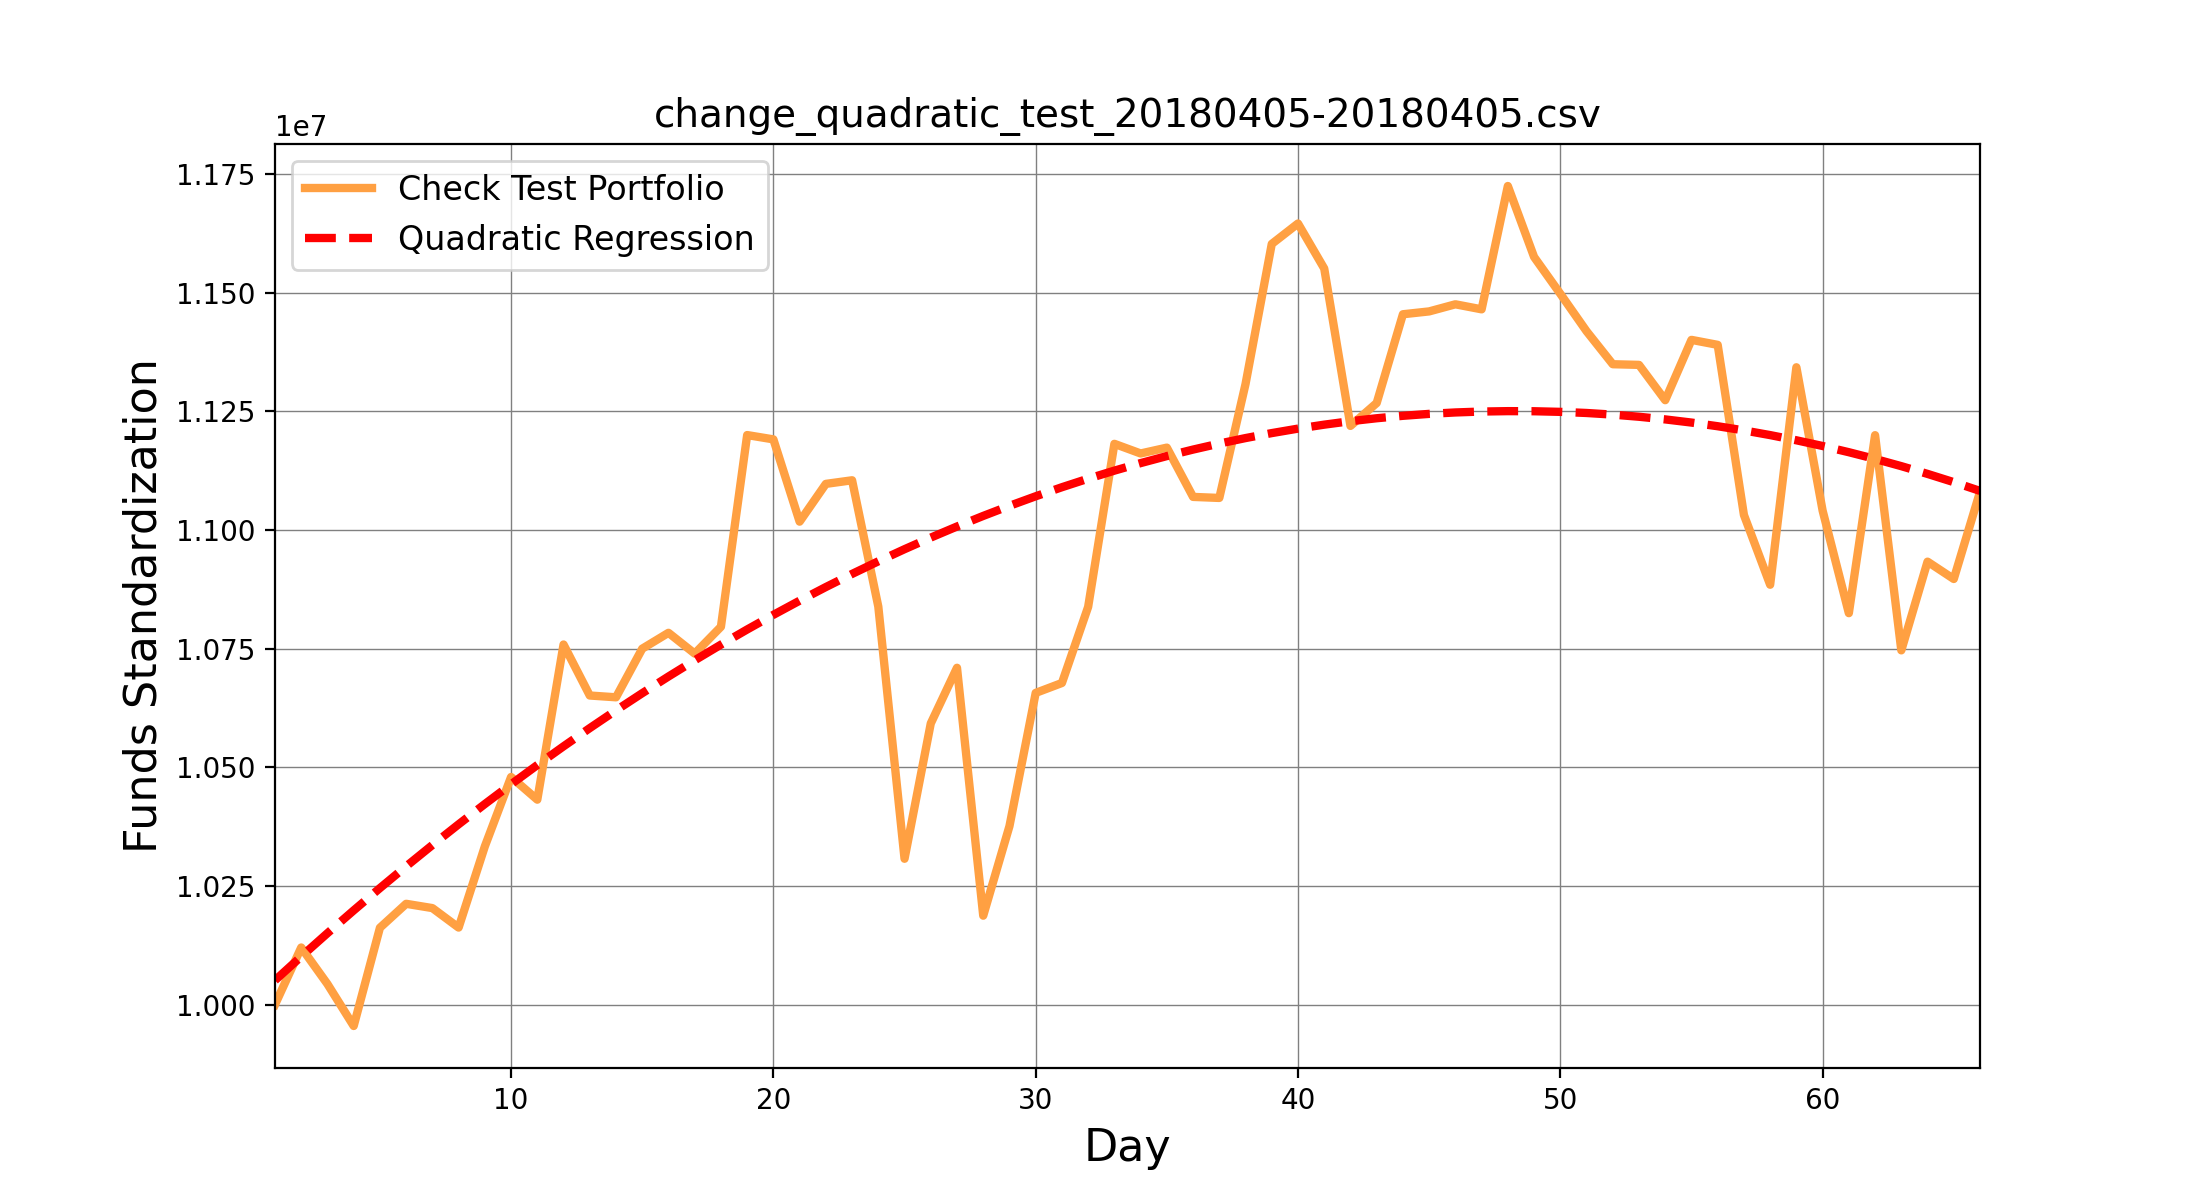 change_quadratic_test_20180405-20180405.csv
1e7
Check Test Portfolio
Quadratic Regression
1.175
1.150
1.125
1.100
1.075
1.050
1.025
1.000
Funds Standardization
10 20 30 40 50 60
Day